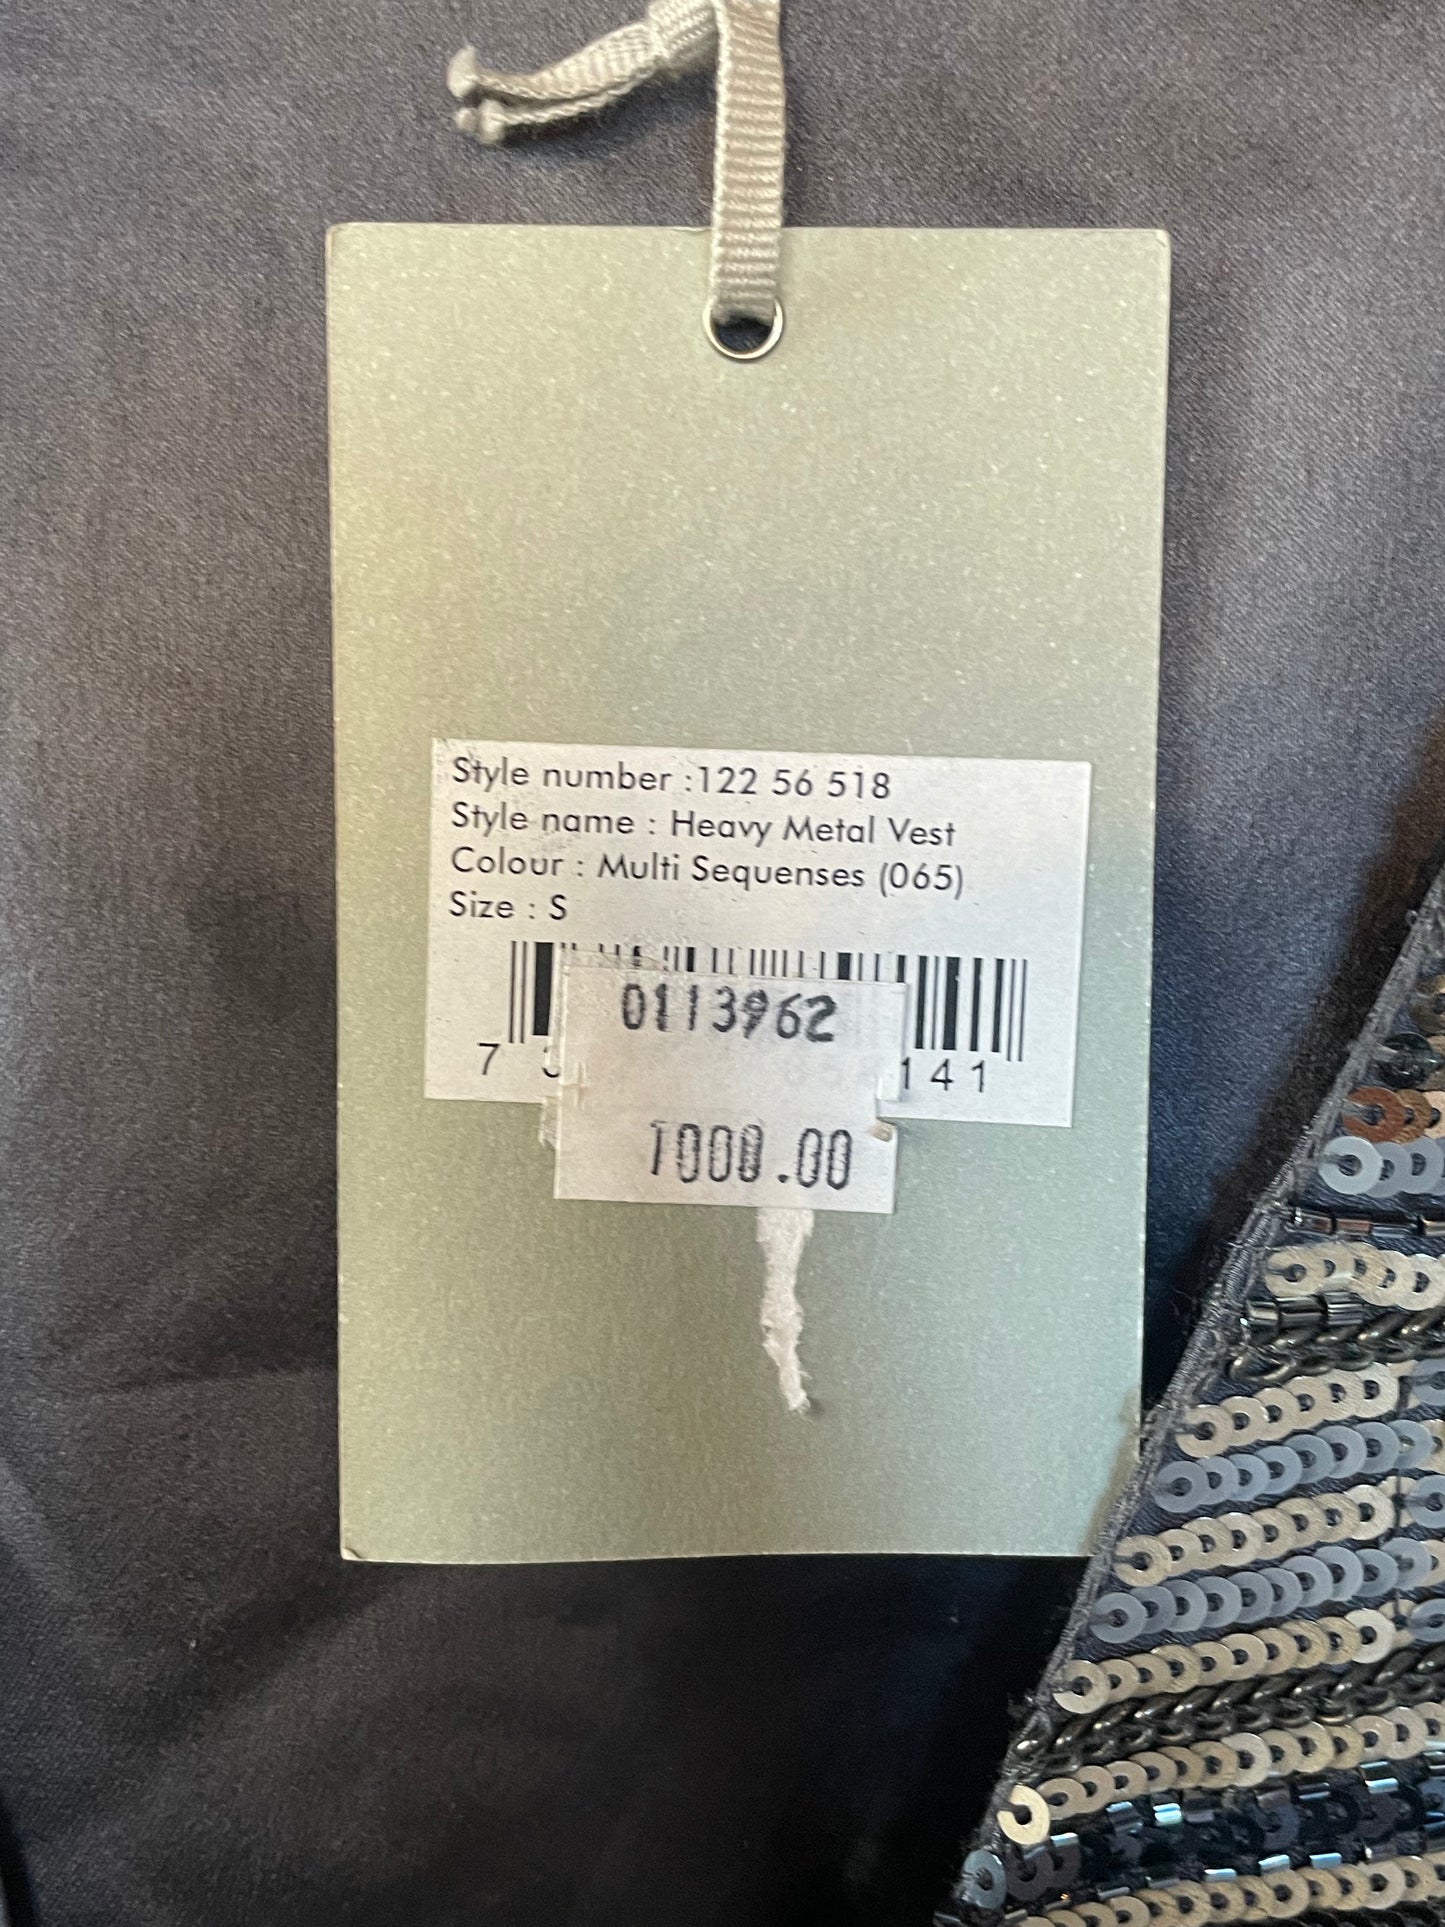 Style number :122 56 518
Style name : Heavy Metal Vest
Colour : Multi Sequenses (065)
Size : S
0113962
7 141
1000.00